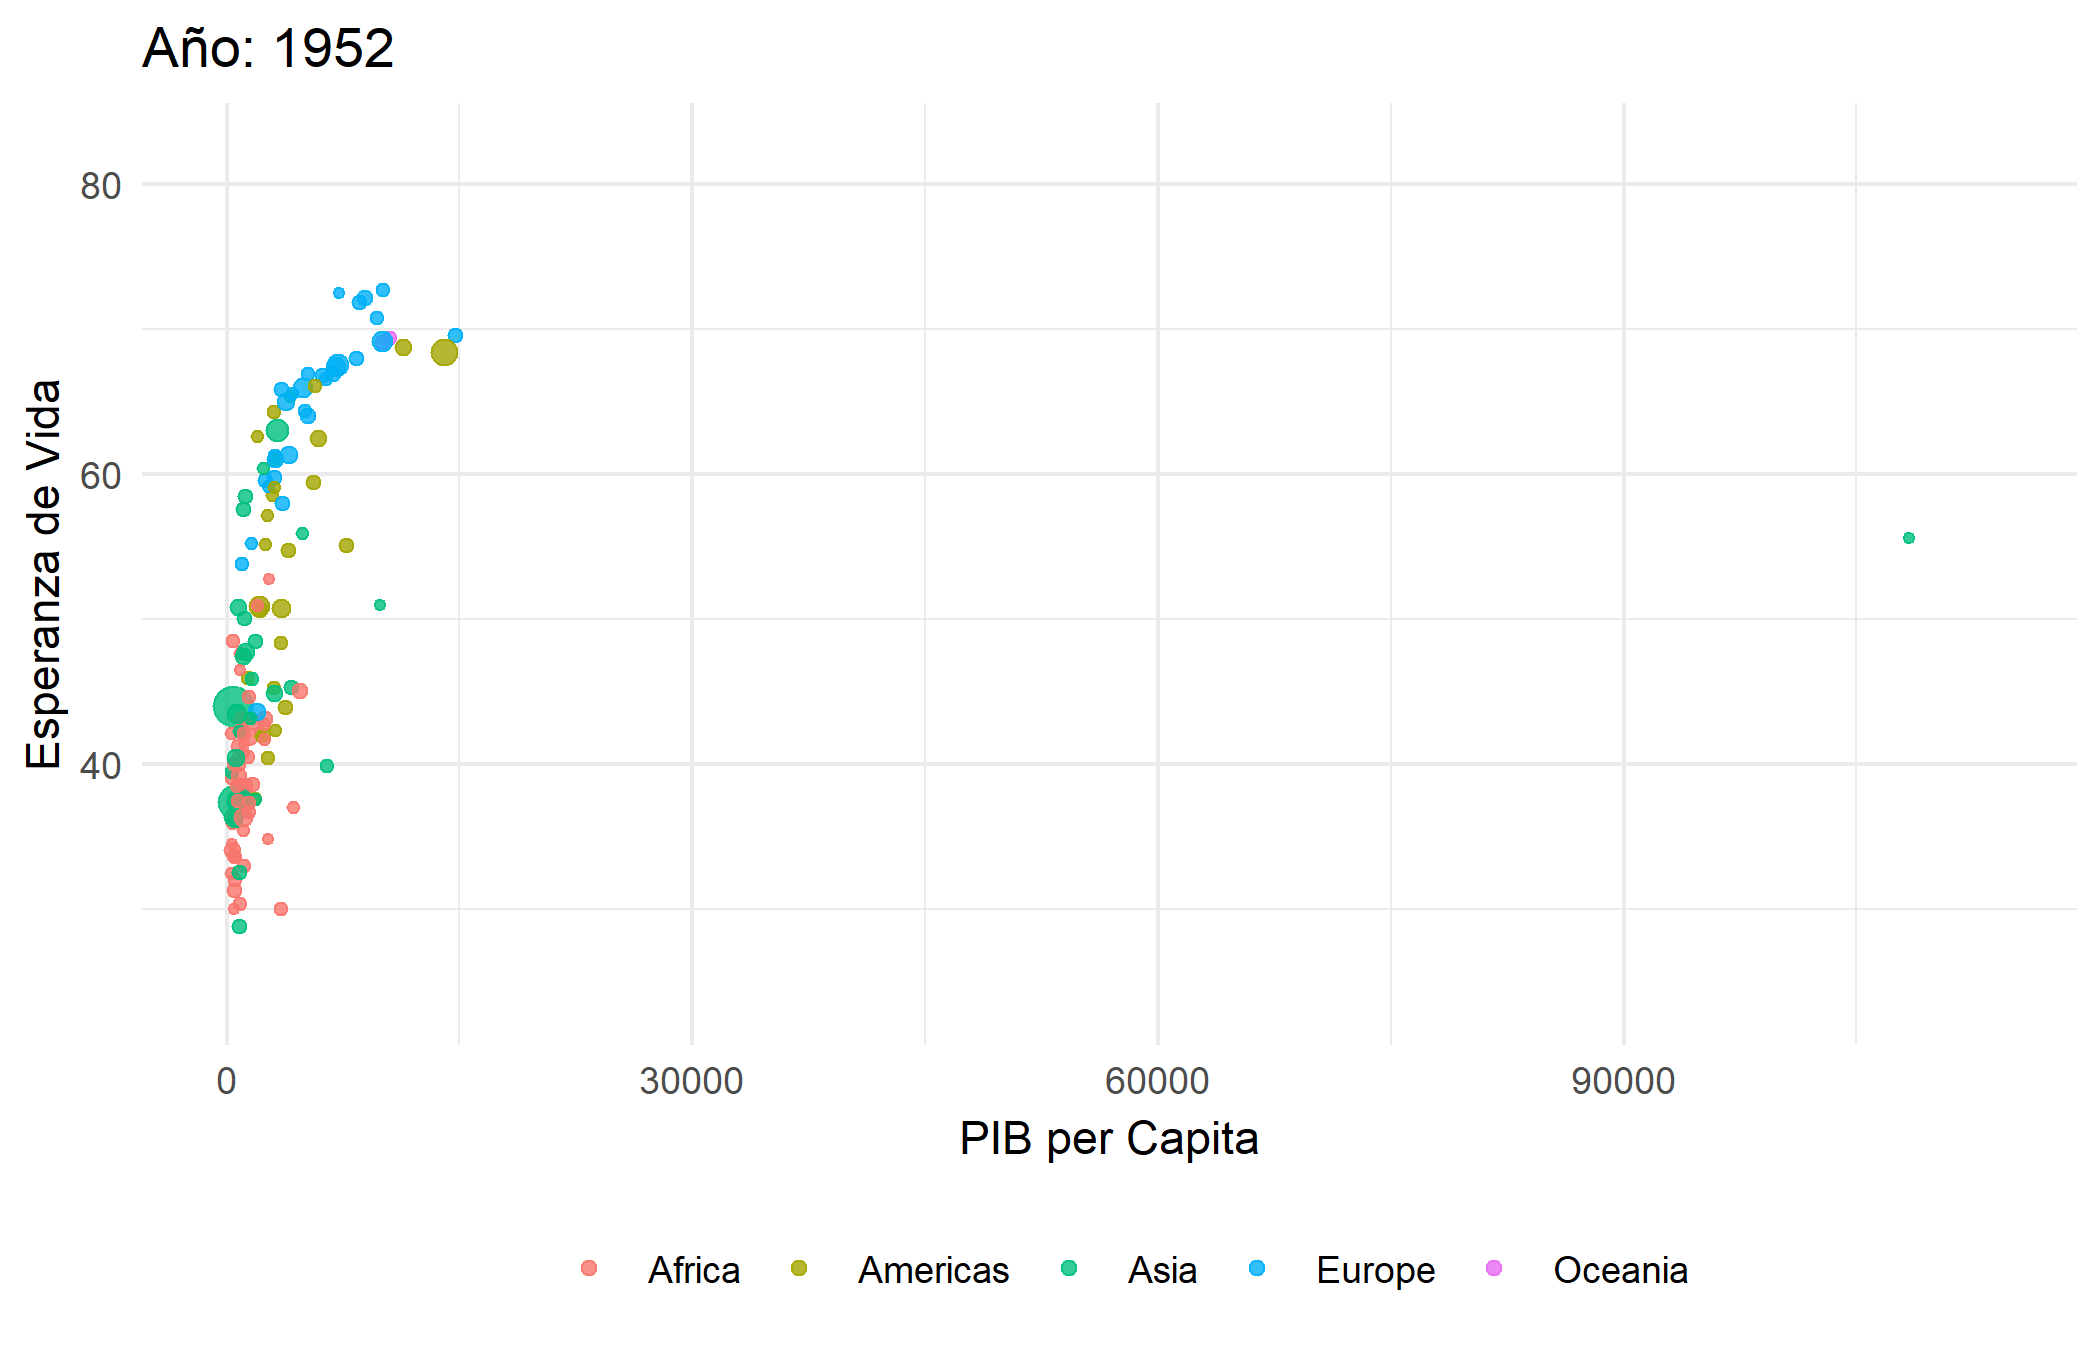 Año: 1952
Esperanza de Vida
80
60
40
0 30000 60000 90000
PIB per Capita
Africa Americas Asia Europe Oceania